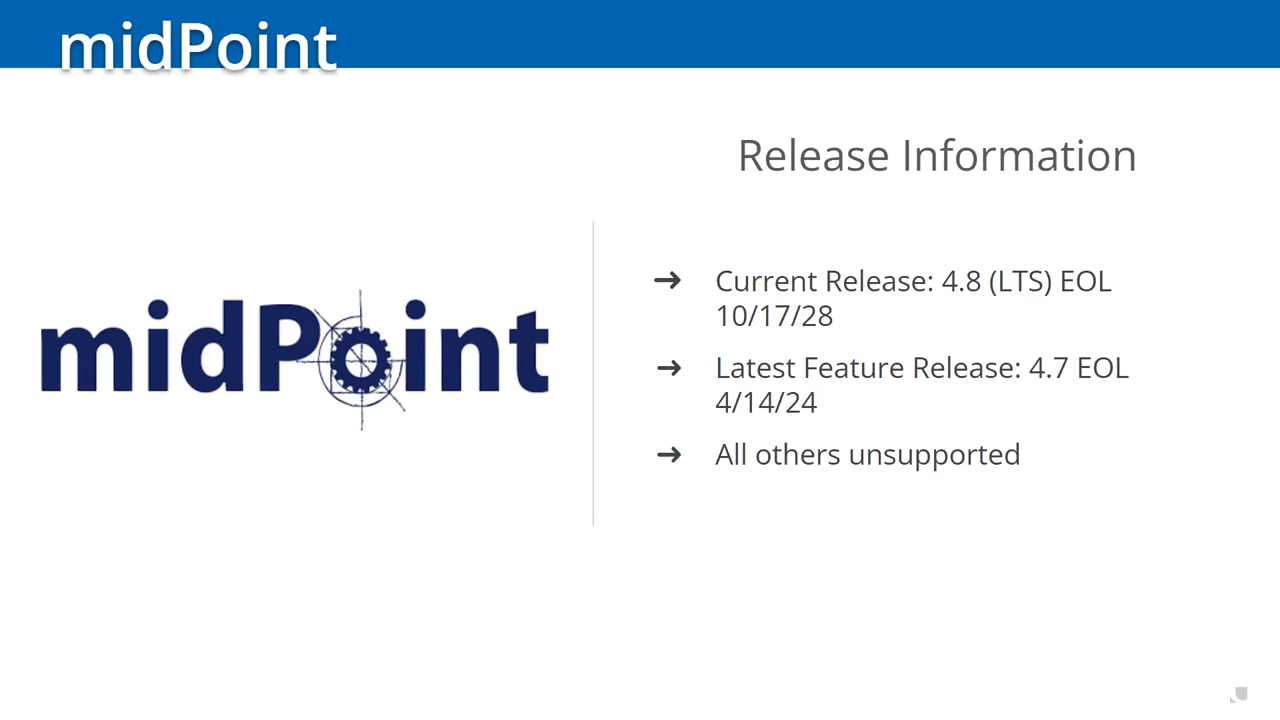 midPoint
Release Information
midPoint
➔ Current Release: 4.8 (LTS) EOL
10/17/28
➔ Latest Feature Release: 4.7 EOL
4/14/24
➔ All others unsupported